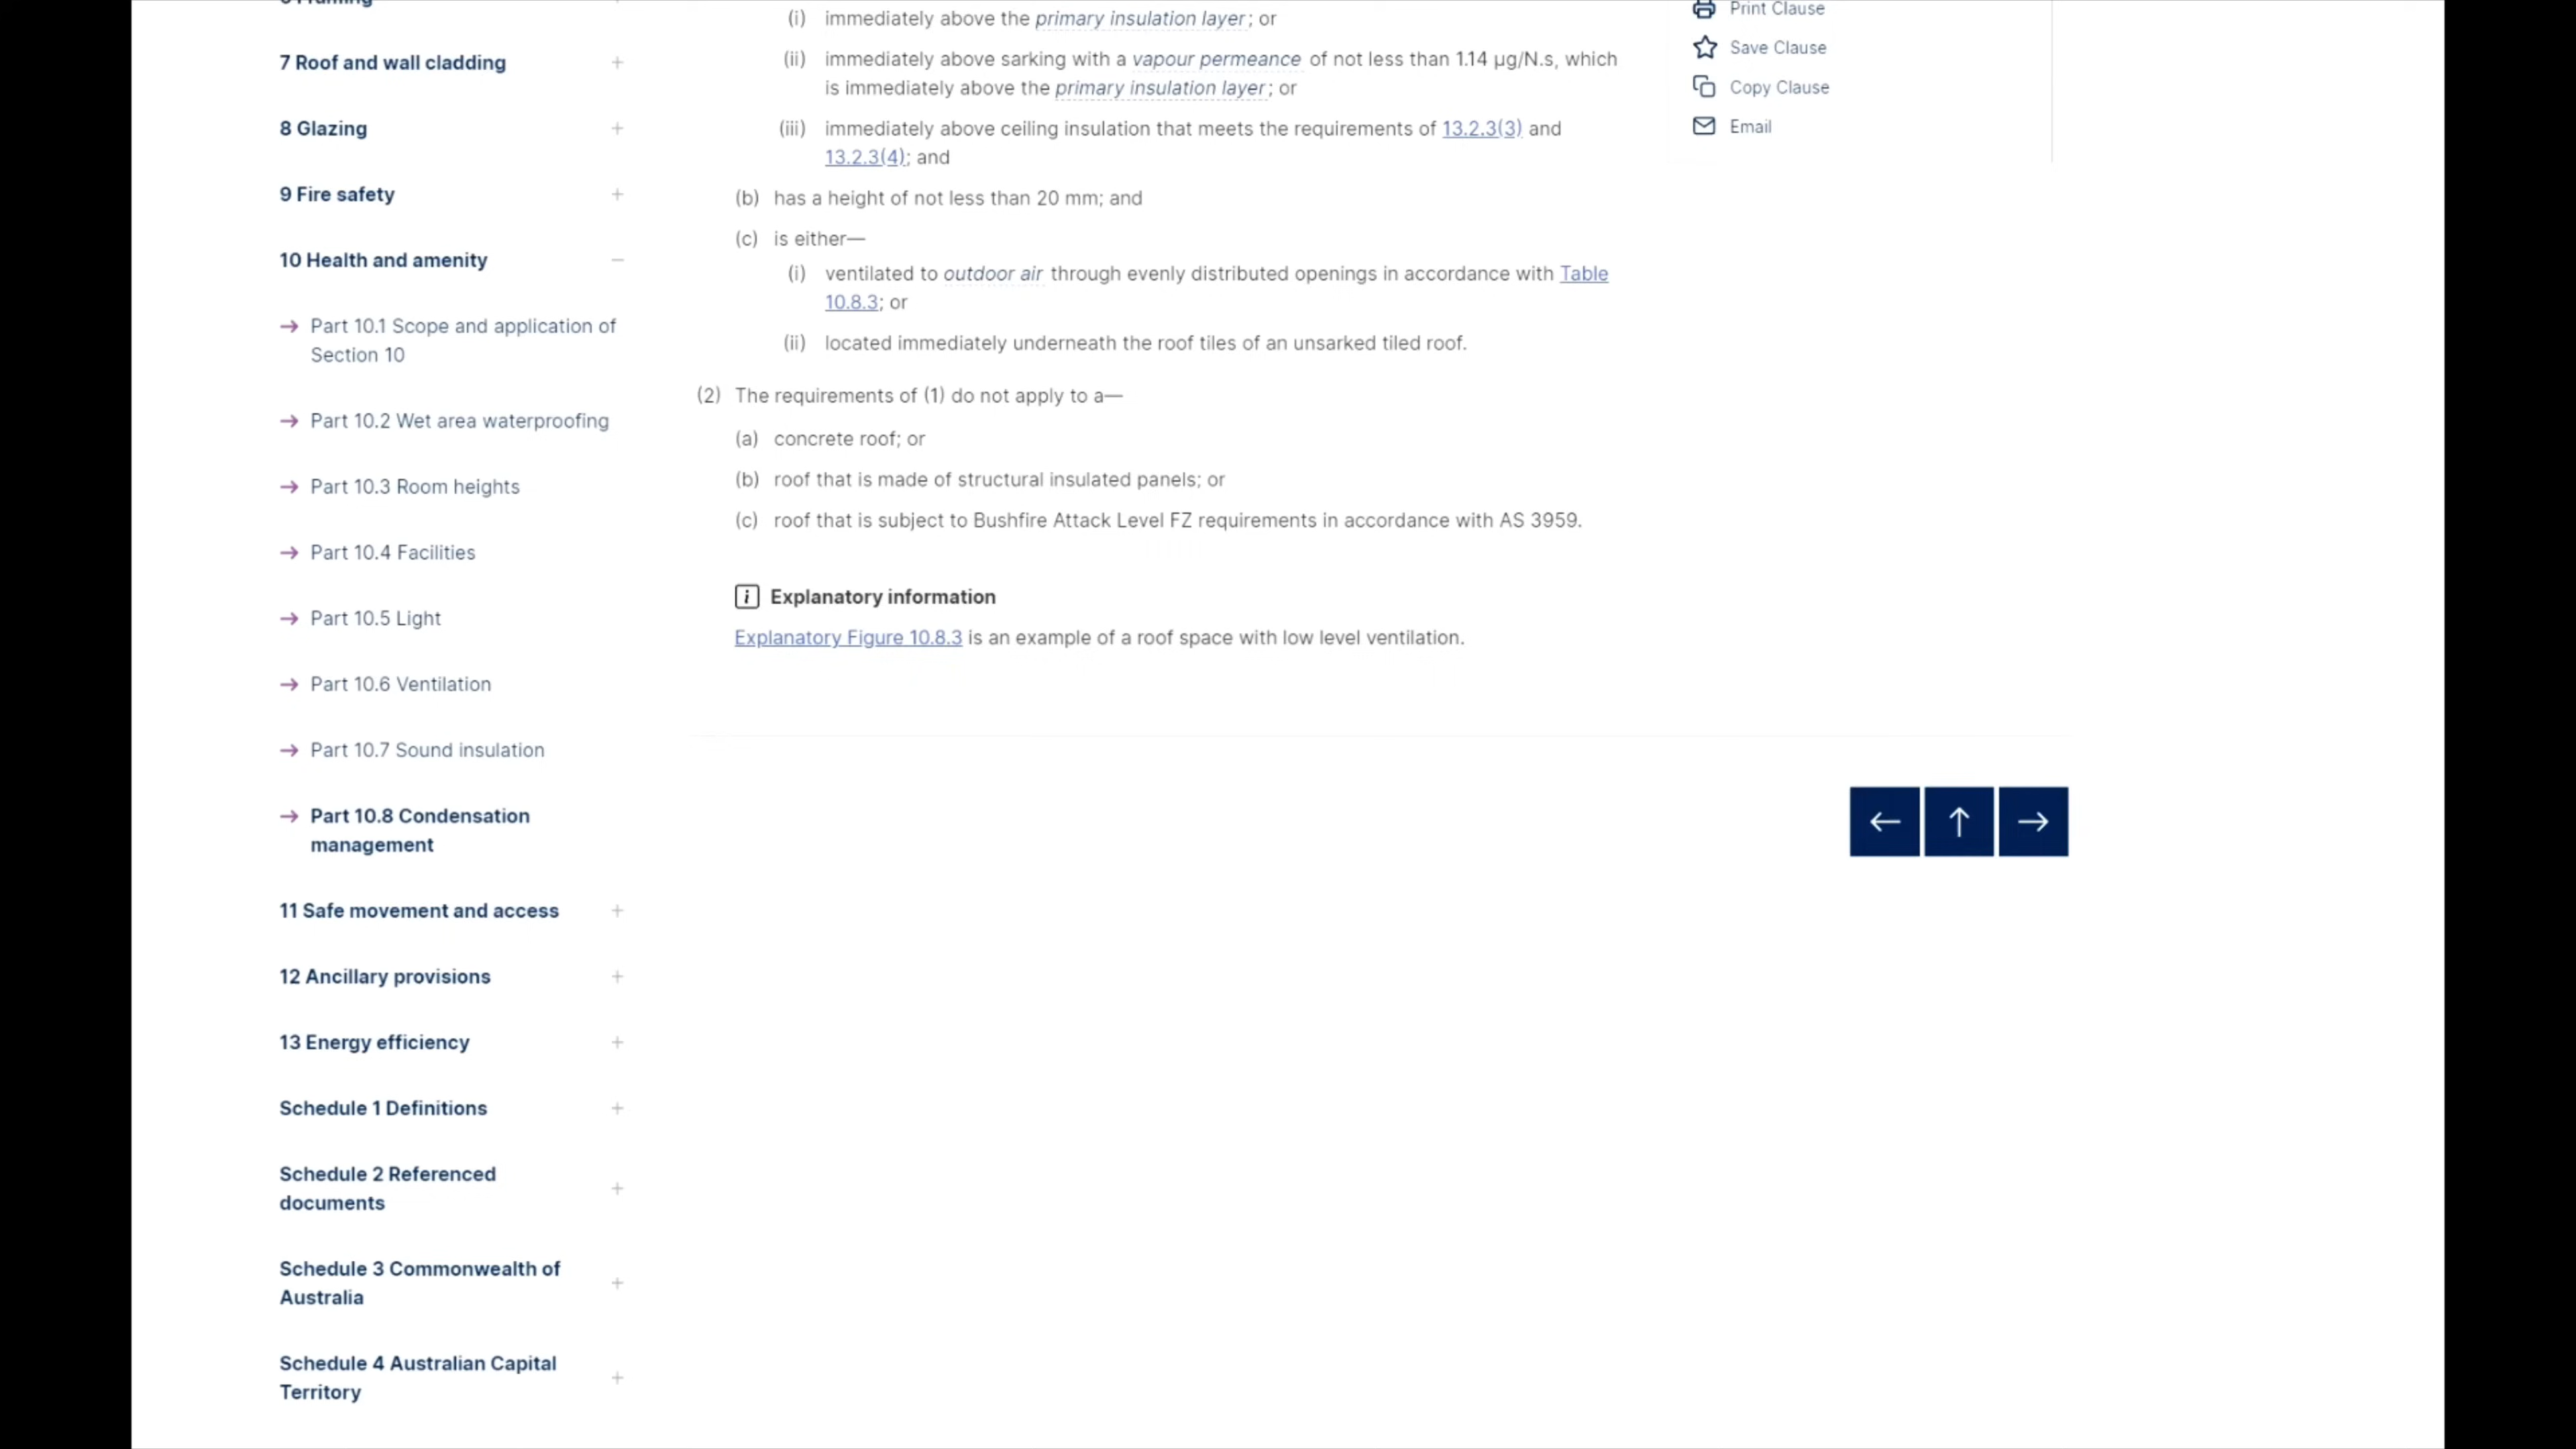 7 Roof and wall cladding
8 Glazing
9 Fire safety
10 Health and amenity
Part 10.1 Scope and application of
Section 10
Part 10.2 Wet area waterproofing
Part 10.3 Room heights
Part 10.4 Facilities
Part 10.5 Light
Part 10.6 Ventilation
Part 10.7 Sound insulation
Part 10.8 Condensation
management
11 Safe movement and access
12 Ancillary provisions
13 Energy efficiency
Schedule 1 Definitions
Schedule 2 Referenced
documents
Schedule 3 Commonwealth of
Australia
Schedule 4 Australian Capital
Territory
(i) immediately above the primary insulation layer; or
(ii) immediately above sarking with a vapour permeance of not less than 1.14 µg/N.s, which
is immediately above the primary insulation layer; or
(iii) immediately above ceiling insulation that meets the requirements of 13.2.3(3) and
13.2.3(4); and
(b) has a height of not less than 20 mm; and
(c) is either—
(i) ventilated to outdoor air through evenly distributed openings in accordance with Table
10.8.3; or
(ii) located immediately underneath the roof tiles of an unsarked tiled roof.
(2) The requirements of (1) do not apply to a—
(a) concrete roof; or
(b) roof that is made of structural insulated panels; or
(c) roof that is subject to Bushfire Attack Level FZ requirements in accordance with AS 3959.
i Explanatory information
Explanatory Figure 10.8.3 is an example of a roof space with low level ventilation.
Print Clause
Save Clause
Copy Clause
Email